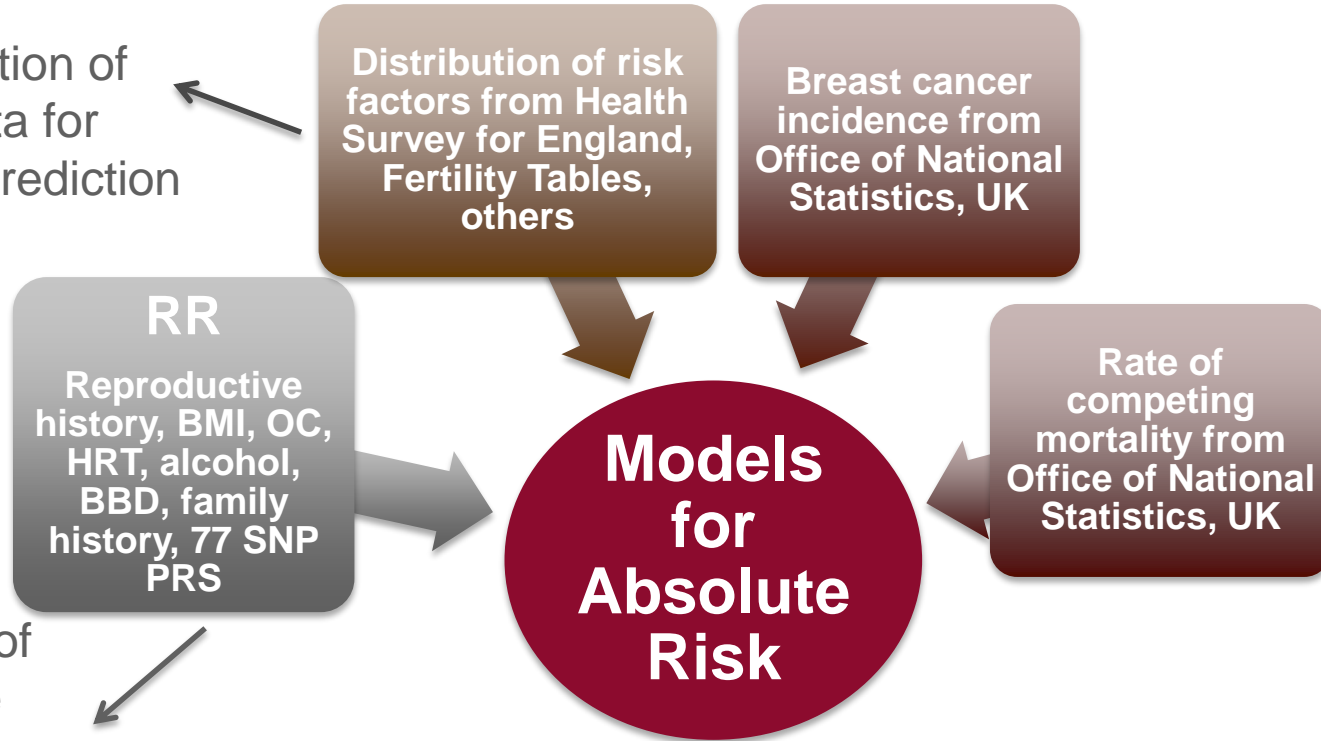 tion of
ta for
rediction
Distribution of risk
factors from Health
Survey for England,
Fertility Tables,
others
Breast cancer
incidence from
Office of National
Statistics, UK
RR
Reproductive
history, BMI, OC,
HRT, alcohol,
BBD, family
history, 77 SNP
PRS
Rate of
competing
mortality from
Office of National
Statistics, UK
Models
for
Absolute
Risk
of